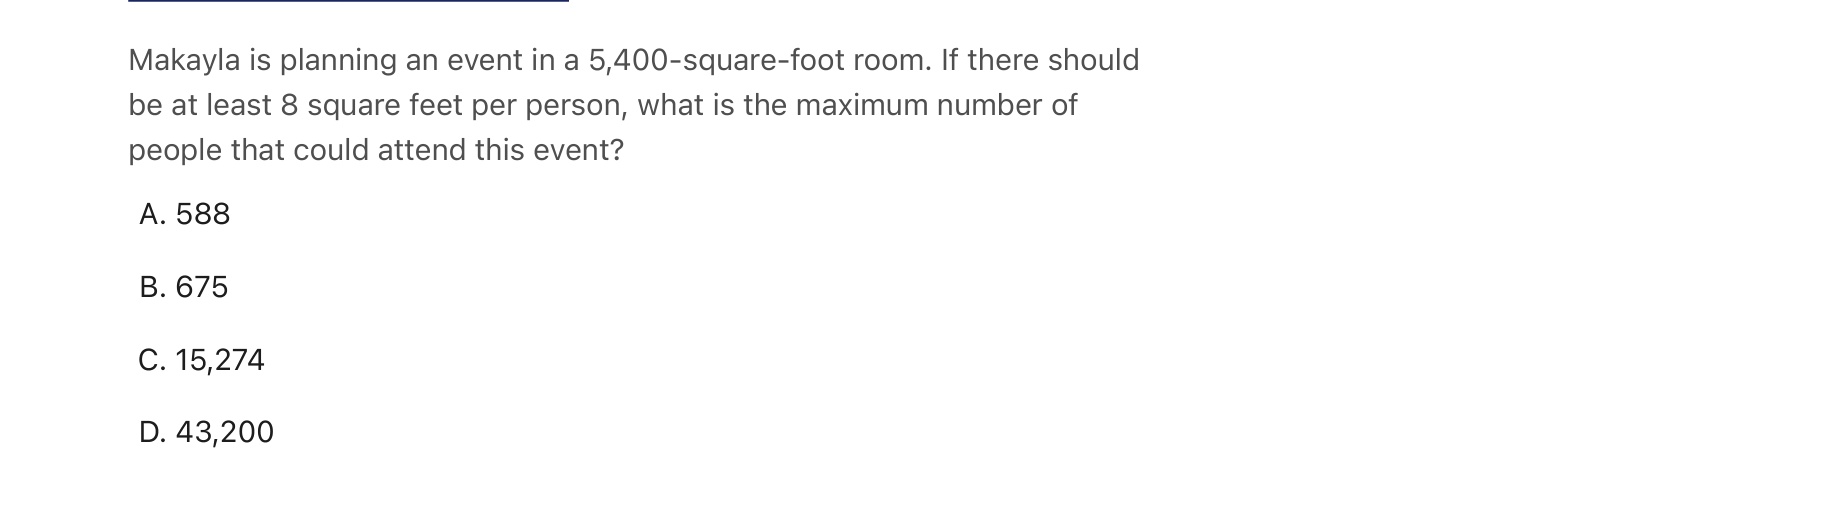 Makayla is planning an event in a 5,400-square-foot room. If there should
be at least 8 square feet per person, what is the maximum number of
people that could attend this event?
A. 588
B. 675
C. 15,274
D. 43,200